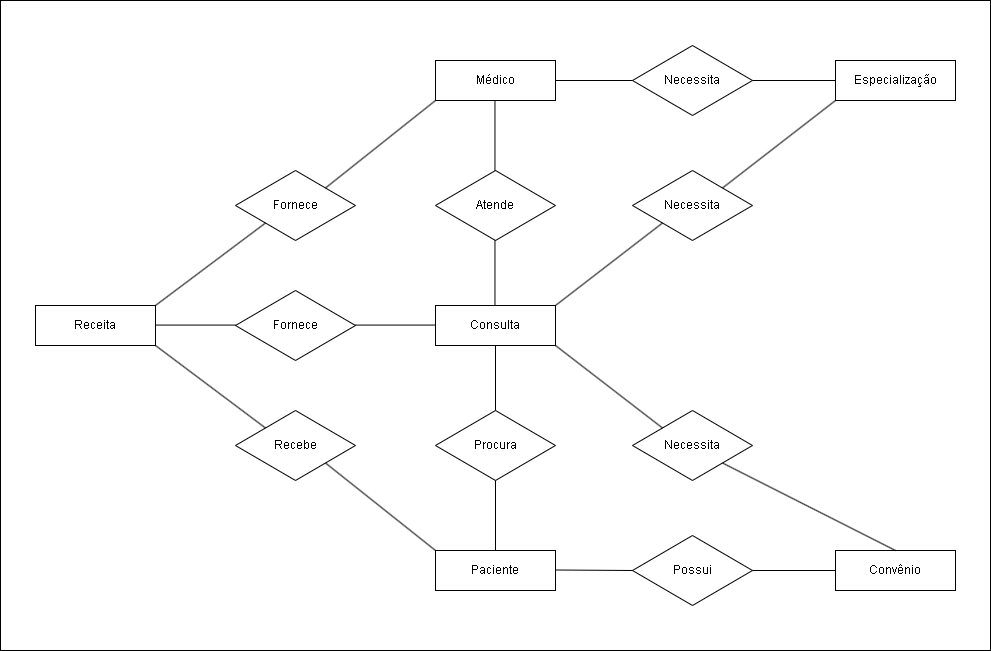 Médico
Necessita
Especialização
Fornece
Atende
Necessita
Receita
Fornece
Consulta
Recebe
Procura
Necessita
Paciente
Possui
Convênio